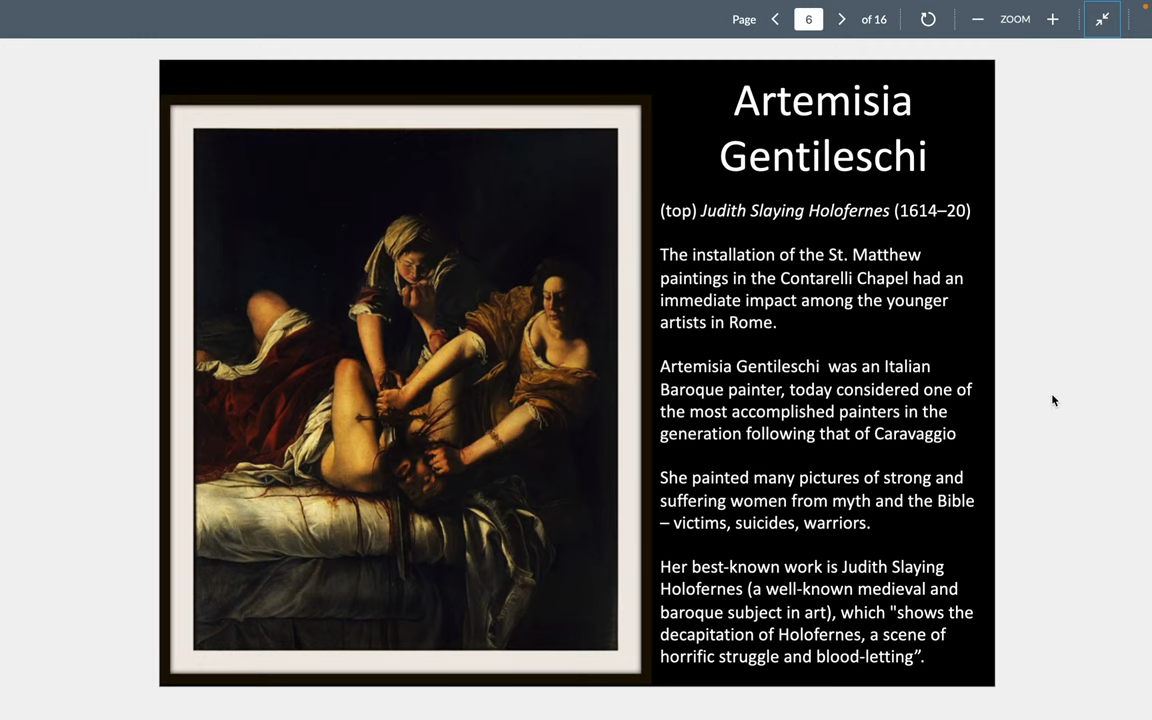 Page 6 of 16 ZOOM
Artemisia
Gentileschi
(top) Judith Slaying Holofernes (1614–20)
The installation of the St. Matthew
paintings in the Contarelli Chapel had an
immediate impact among the younger
artists in Rome.
Artemisia Gentileschi  was an Italian
Baroque painter, today considered one of
the most accomplished painters in the
generation following that of Caravaggio
She painted many pictures of strong and
suffering women from myth and the Bible
– victims, suicides, warriors.
Her best-known work is Judith Slaying
Holofernes (a well-known medieval and
baroque subject in art), which "shows the
decapitation of Holofernes, a scene of
horrific struggle and blood-letting”.